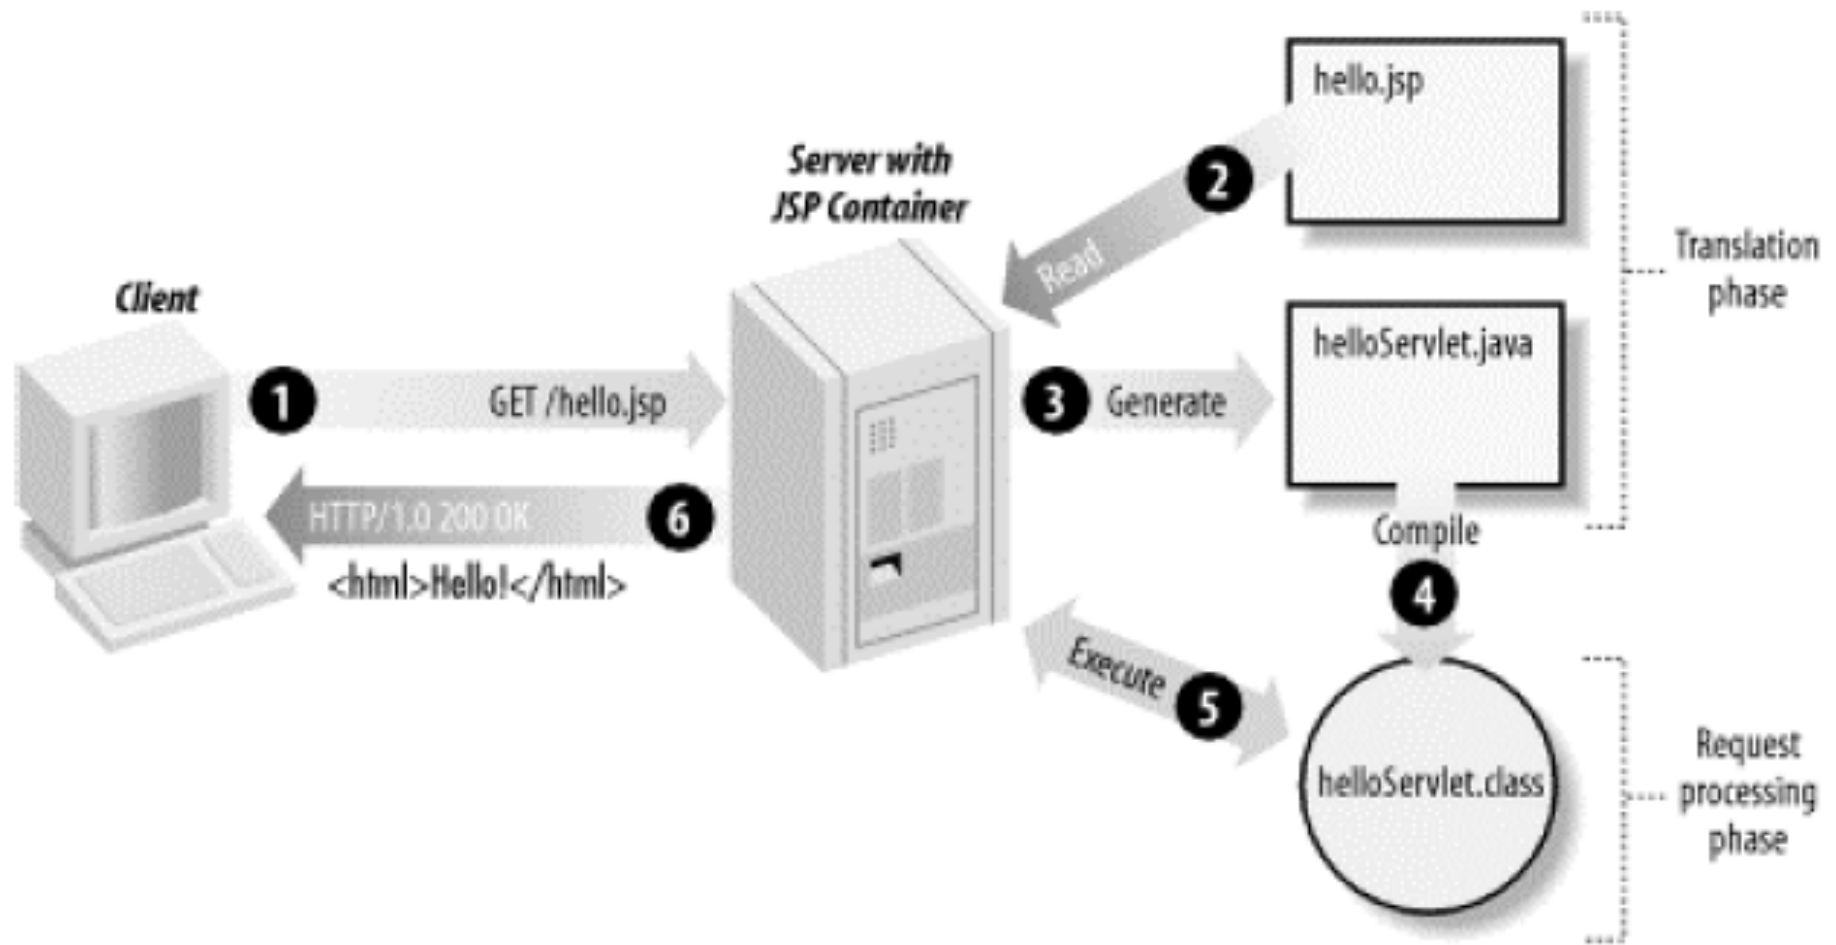 Client
1
GET /hello.jsp
HTTP/1.0 200 OK
6
<html>Hello!</html>
Server with
JSP Container
2
Read
hello.jsp
3
Generate
helloServlet.java
Compile
4
Execute
5
helloServlet.class
Translation
phase
Request
processing
phase